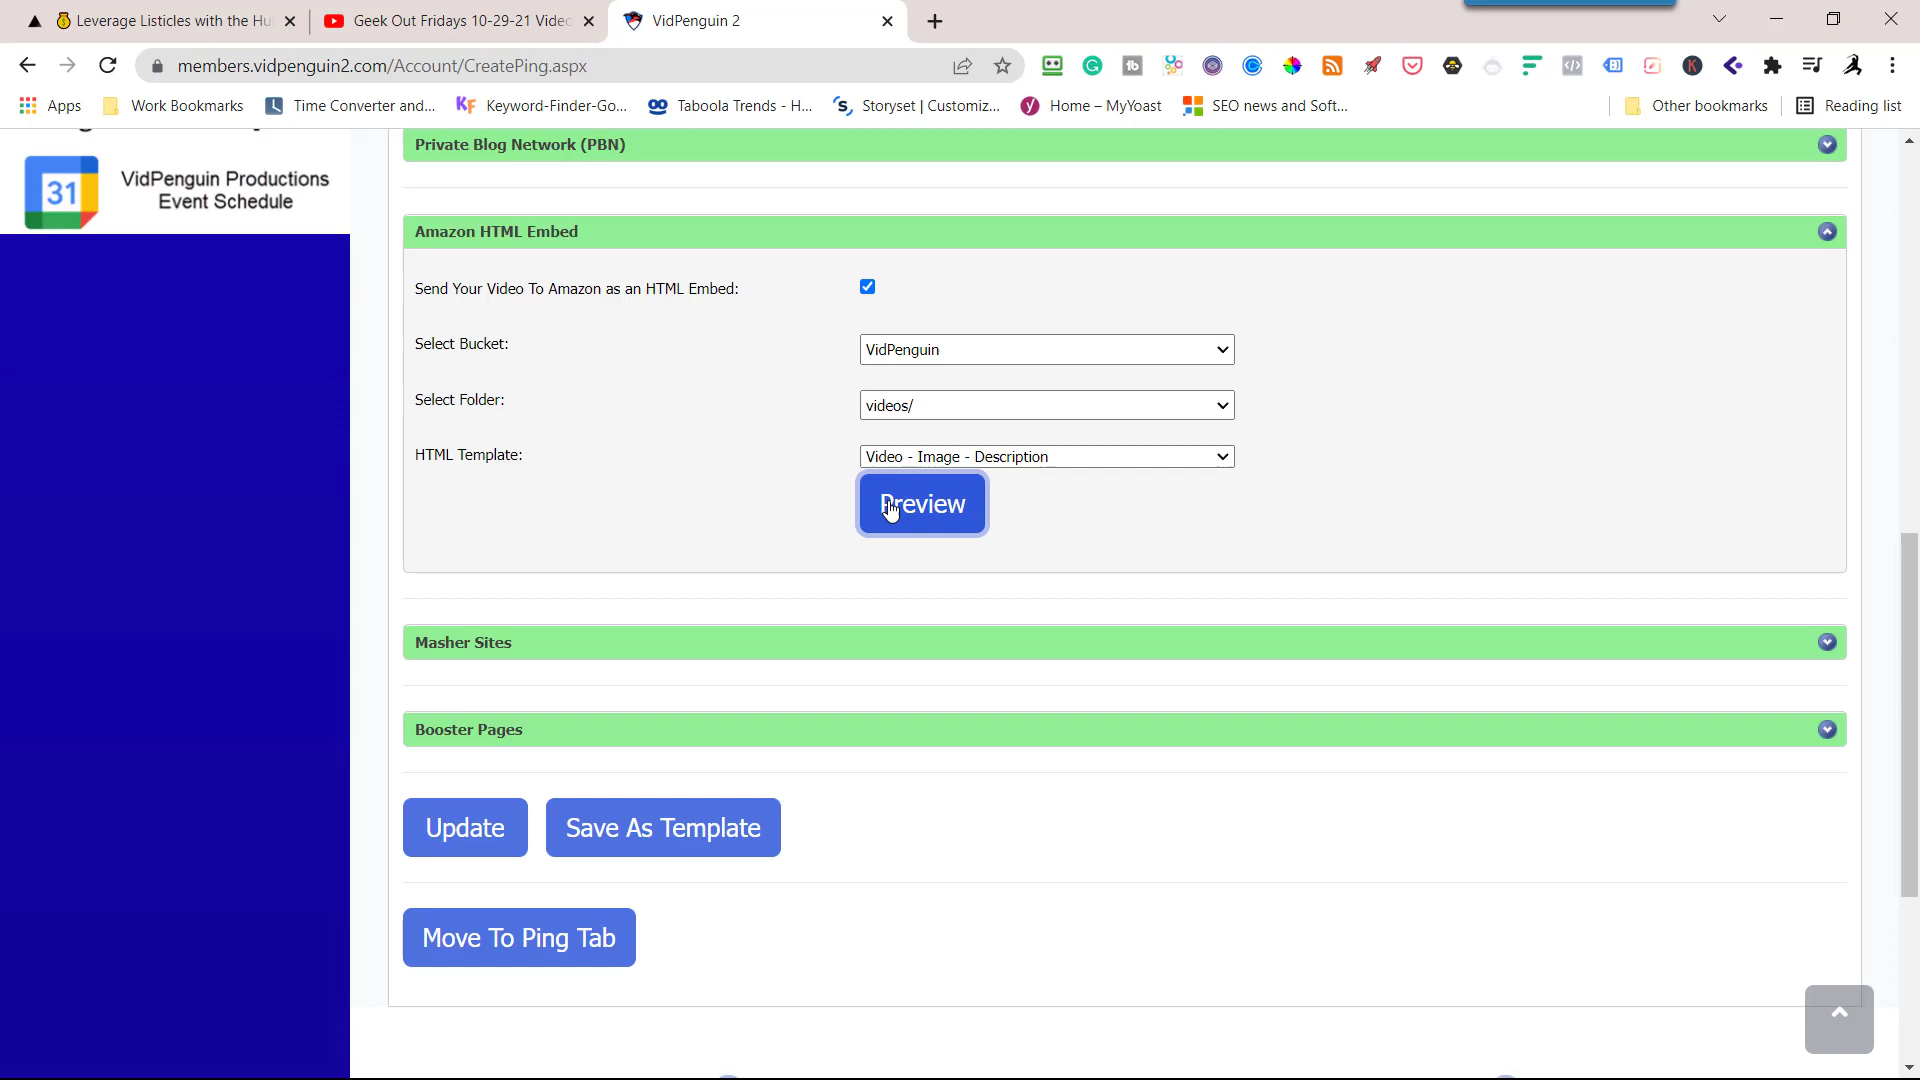 Leverage Listicles with the Hu
Geek Out Fridays 10-29-21 Video
VidPenguin 2
members.vidpenguin2.com/Account/CreatePing.aspx
Apps
Work Bookmarks
Time Converter and...
Keyword-Finder-Go...
Taboola Trends - H...
Storyset | Customiz...
Home – MyYoast
SEO news and Soft...
Other bookmarks
Reading list
31
VidPenguin Productions
Event Schedule
Private Blog Network (PBN)
Amazon HTML Embed
Send Your Video To Amazon as an HTML Embed:
Select Bucket:
VidPenguin
Select Folder:
videos/
HTML Template:
Video - Image - Description
Preview
Masher Sites
Booster Pages
Update
Save As Template
Move To Ping Tab